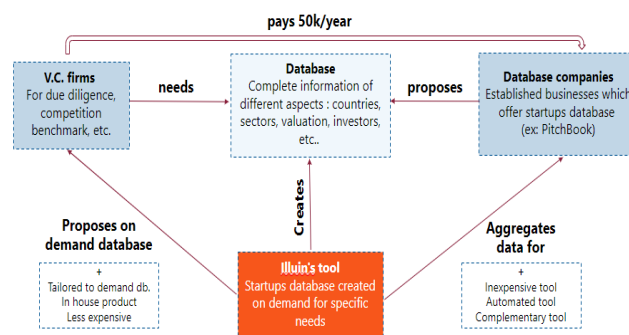 pays 50k/year
V.C. firms
For due diligence,
competition
benchmark, etc.
needs
Database
Complete information of
different aspects : countries,
sectors, valuation, investors,
etc..
proposes
Database companies
Established businesses which
offer startups database
(ex: PitchBook)
Creates
Proposes on
demand database
+
Tailored to demand db.
In house product
Less expensive
Illuin's tool
Startups database created
on demand for specific
needs
Aggregates
data for
+
Inexpensive tool
Automated tool
Complementary tool